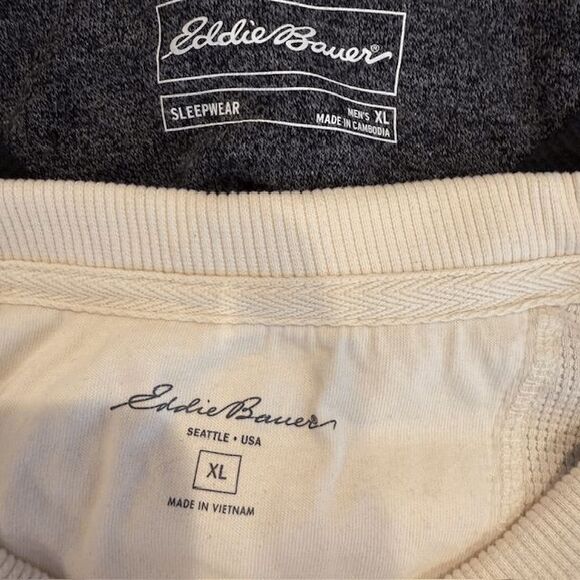 Eddie Bauer®
SLEEPWEAR
MEN'S XL
MADE IN CAMBODIA
Eddie Bauer
SEATTLE • USA
XL
MADE IN VIETNAM